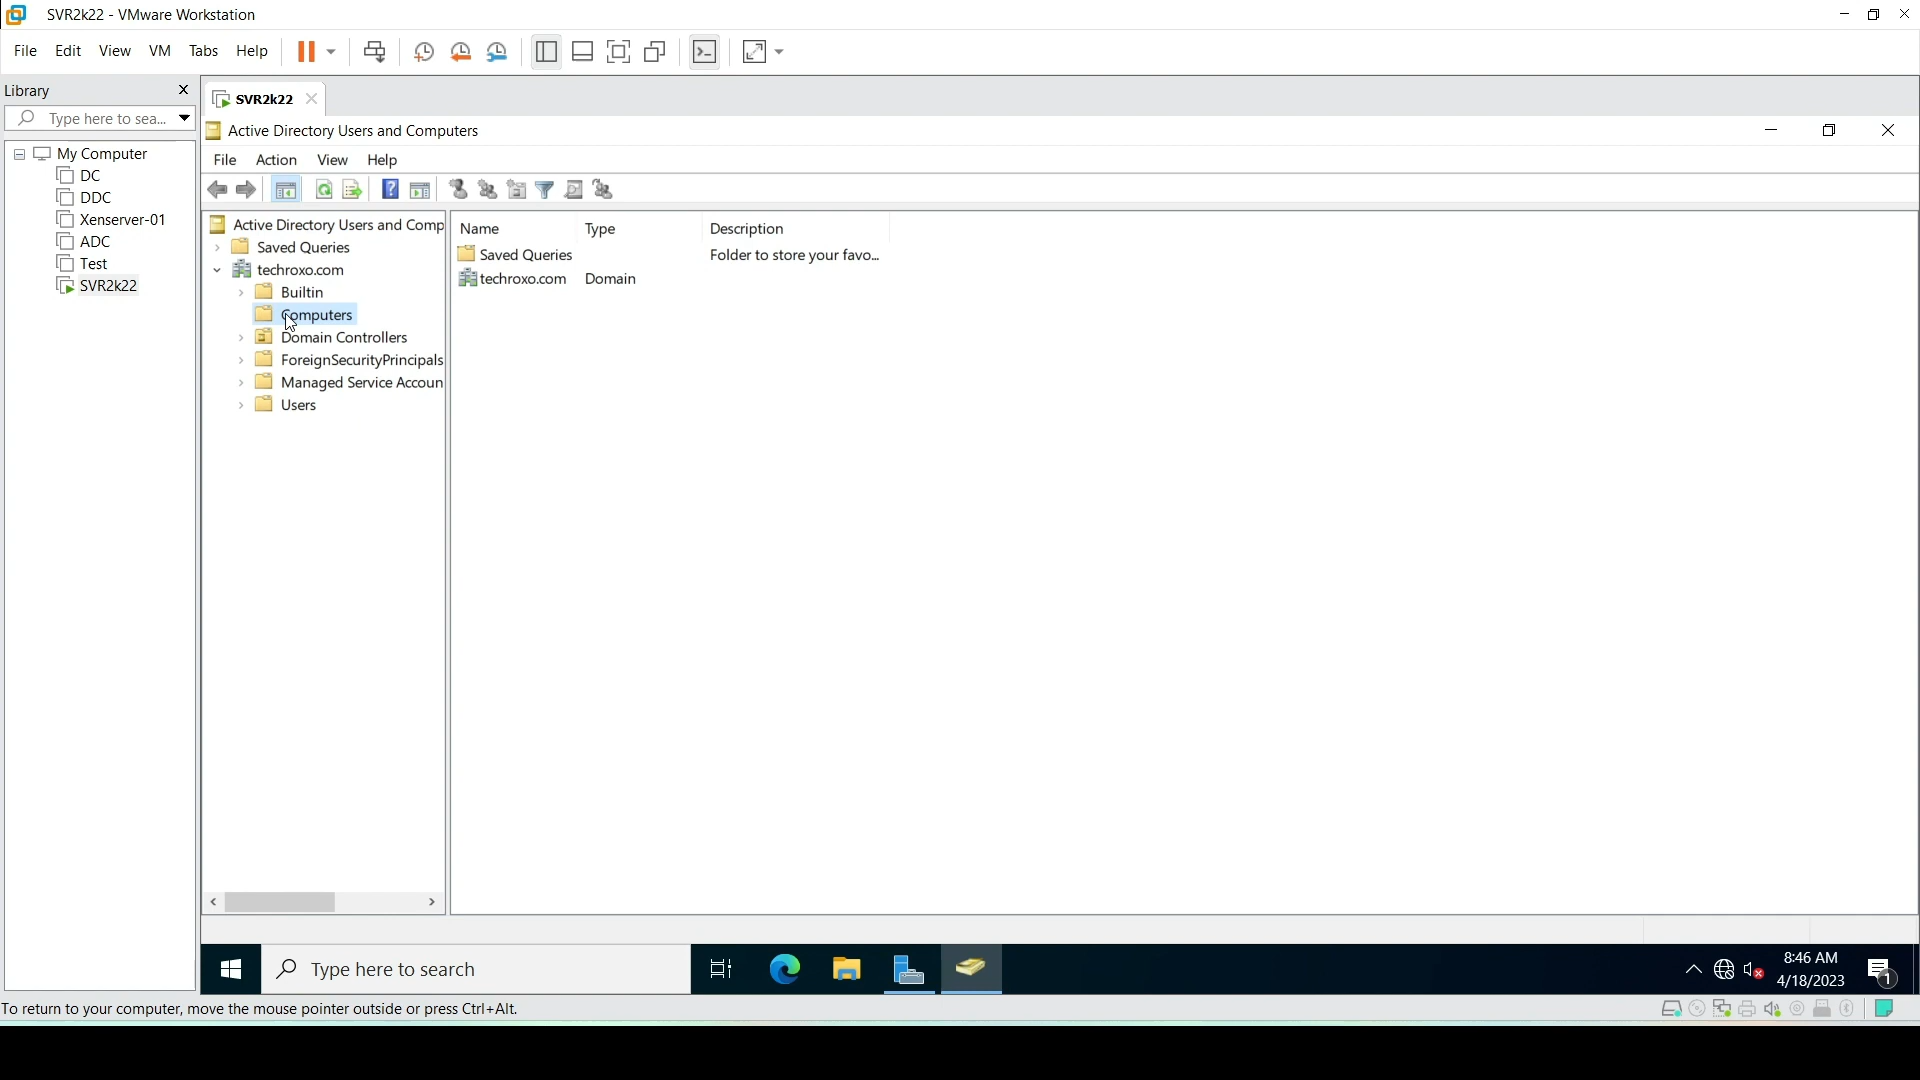 SVR2k22 - VMware Workstation
File Edit View VM Tabs Help
Library
Type here to sea...
My Computer
DC
DDC
Xenserver-01
ADC
Test
SVR2k22
SVR2k22
Active Directory Users and Computers
File Action View Help
Active Directory Users and Comp
Saved Queries
techroxo.com
Builtin
Computers
Domain Controllers
ForeignSecurityPrincipals
Managed Service Accoun
Users
Name Type Description
Saved Queries Folder to store your favo...
techroxo.com Domain
Type here to search
8:46 AM
4/18/2023
1
To return to your computer, move the mouse pointer outside or press Ctrl+Alt.